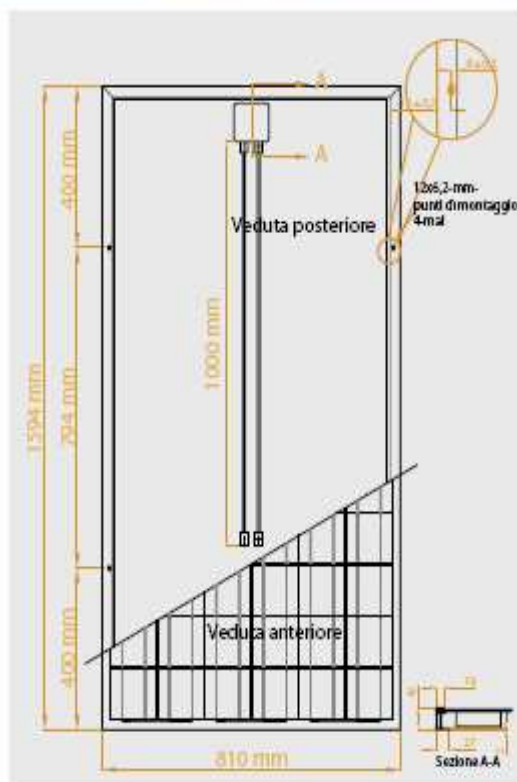 A
A
400 mm
12x6,2-mm-
punti di montaggio
4-mal
Veduta posteriore
1000 mm
1594 mm
794 mm
Veduta anteriore
400 mm
810 mm
Sezione A-A